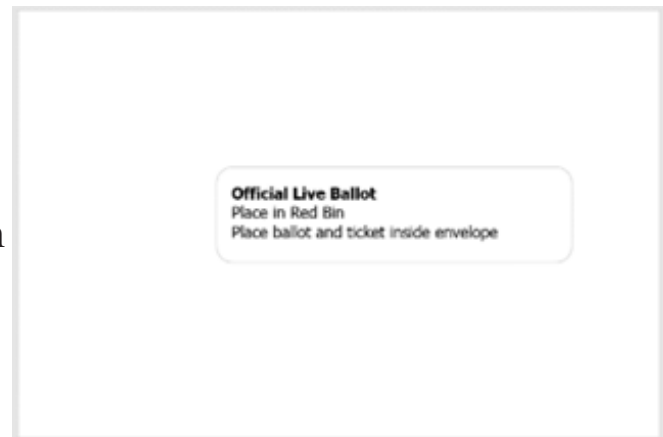 Official Live Ballot
Place in Red Bin
Place ballot and ticket inside envelope